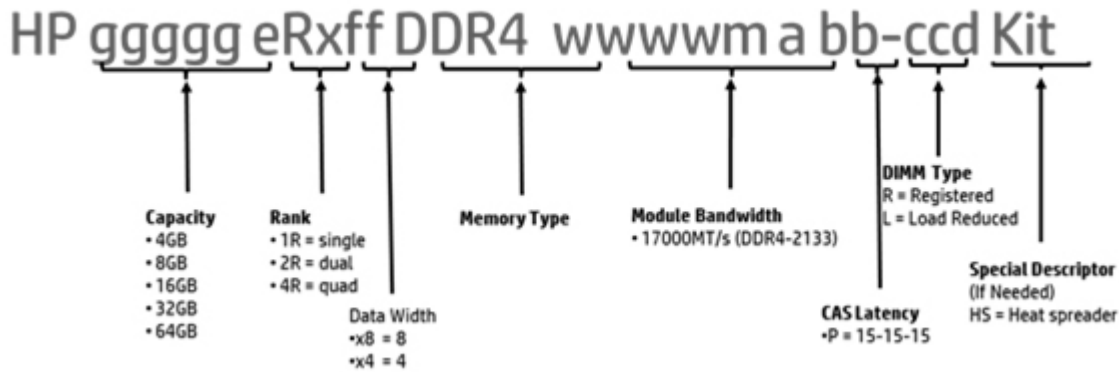 HP ggggg eRxff DDR4 wwwwm a bb-ccd Kit
Capacity
• 4GB
• 8GB
• 16GB
• 32GB
• 64GB
Rank
• 1R = single
• 2R = dual
• 4R = quad
Data Width
•x8 = 8
•x4 = 4
Memory Type
Module Bandwidth
• 17000MT/s (DDR4-2133)
CAS Latency
•P = 15-15-15
DIMM Type
R = Registered
L = Load Reduced
Special Descriptor
(If Needed)
HS = Heat spreader